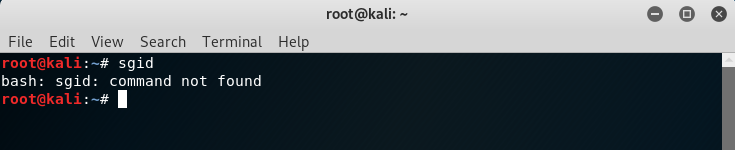 root@kali: ~
File Edit View Search Terminal Help
root@kali:~# sgid
bash: sgid: command not found
root@kali:~#